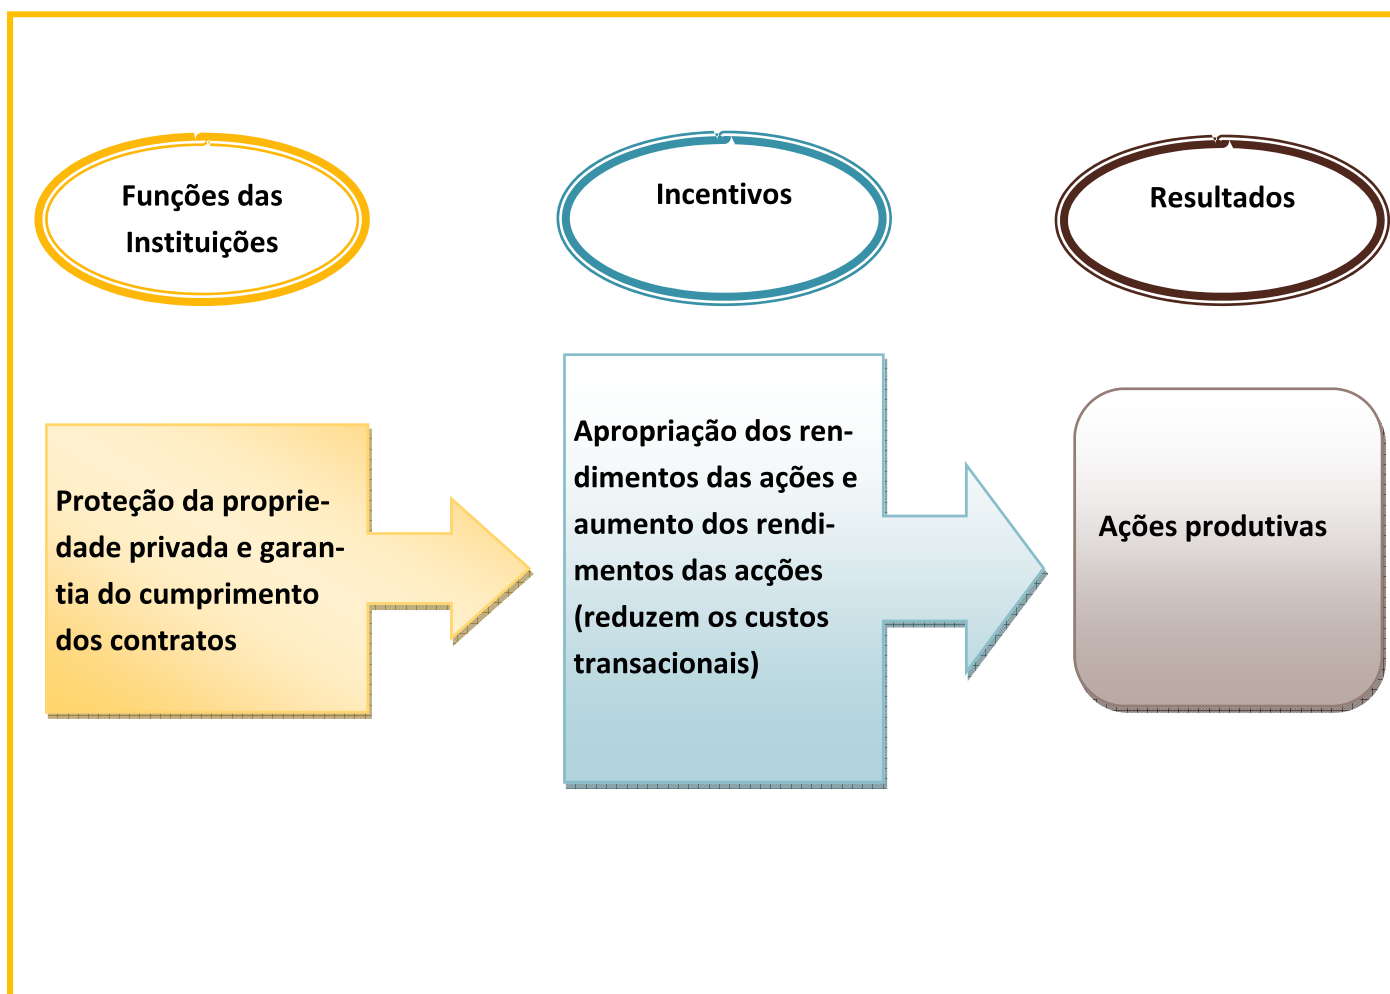 Funções das
Instituições
Incentivos
Resultados
Proteção da proprie-
dade privada e garan-
tia do cumprimento
dos contratos
Apropriação dos ren-
dimentos das ações e
aumento dos rendi-
mentos das acções
(reduzem os custos
transacionais)
Ações produtivas